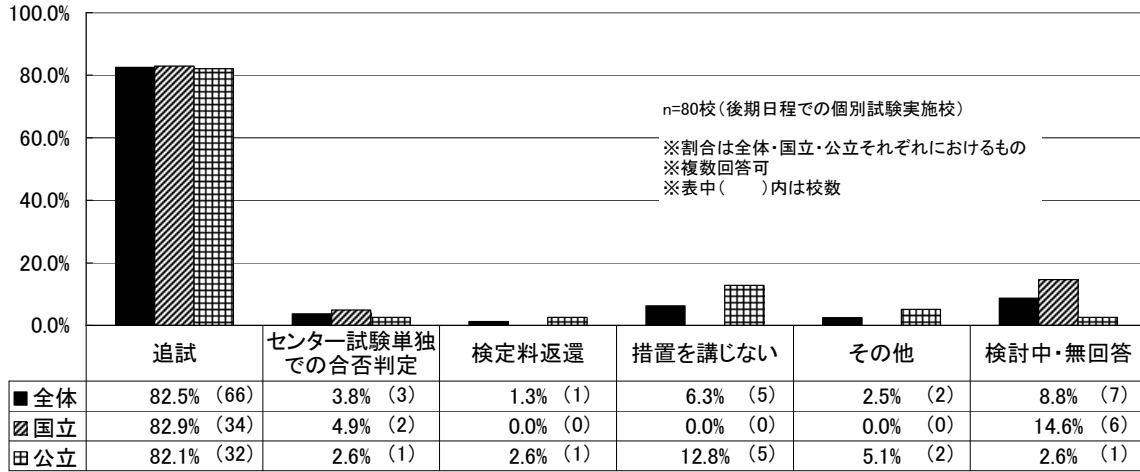 100.0%
80.0%
60.0%
40.0%
20.0%
0.0%
n=80校(後期日程での個別試験実施校)
※割合は全体・国立・公立それぞれにおけるもの
※複数回答可
※表中(　　)内は校数
追試 センター試験単独での合否判定 検定料返還 措置を講じない その他 検討中・無回答
全体 82.5% (66) 3.8% (3) 1.3% (1) 6.3% (5) 2.5% (2) 8.8% (7)
国立 82.9% (34) 4.9% (2) 0.0% (0) 0.0% (0) 0.0% (0) 14.6% (6)
公立 82.1% (32) 2.6% (1) 2.6% (1) 12.8% (5) 5.1% (2) 2.6% (1)